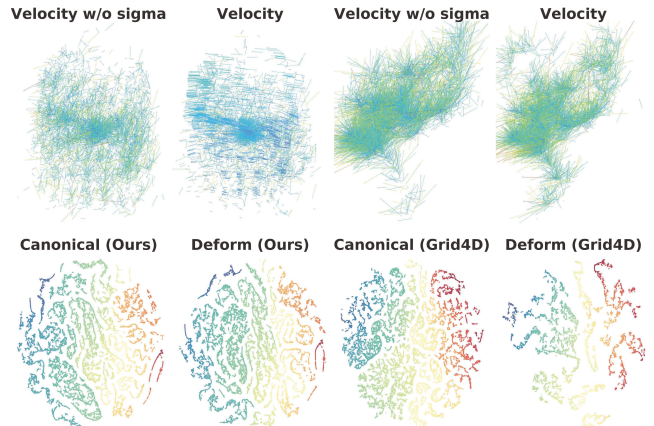 Velocity w/o sigma Velocity Velocity w/o sigma Velocity
Canonical (Ours) Deform (Ours) Canonical (Grid4D) Deform (Grid4D)